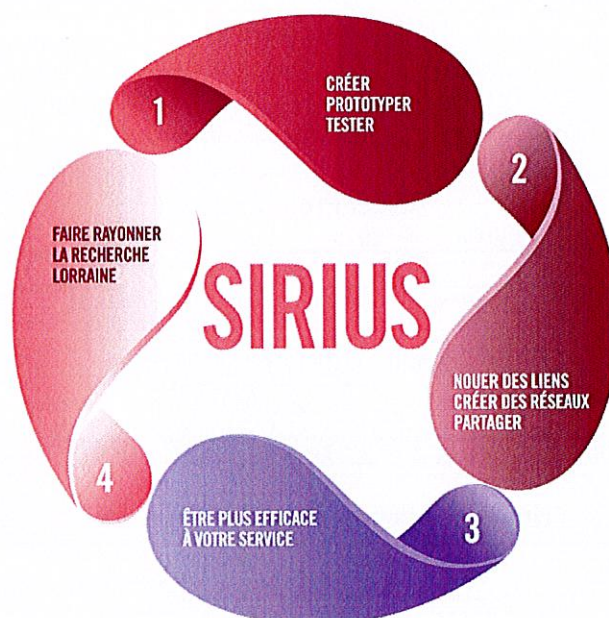 1
CRÉER
PROTOTYPER
TESTER
2
NOUER DES LIENS
CRÉER DES RÉSEAUX
PARTAGER
3
ÊTRE PLUS EFFICACE
À VOTRE SERVICE
4
FAIRE RAYONNER
LA RECHERCHE
LORRAINE
SIRIUS